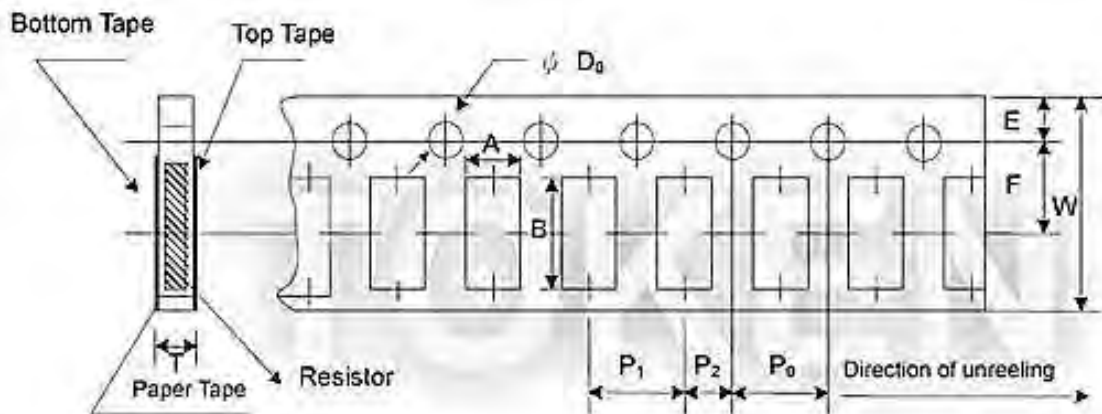 Bottom Tape
Top Tape
ϕ D₀
A
E
F
W
B
T
P₁
P₂
P₀
Direction of unreeling
Paper Tape
Resistor